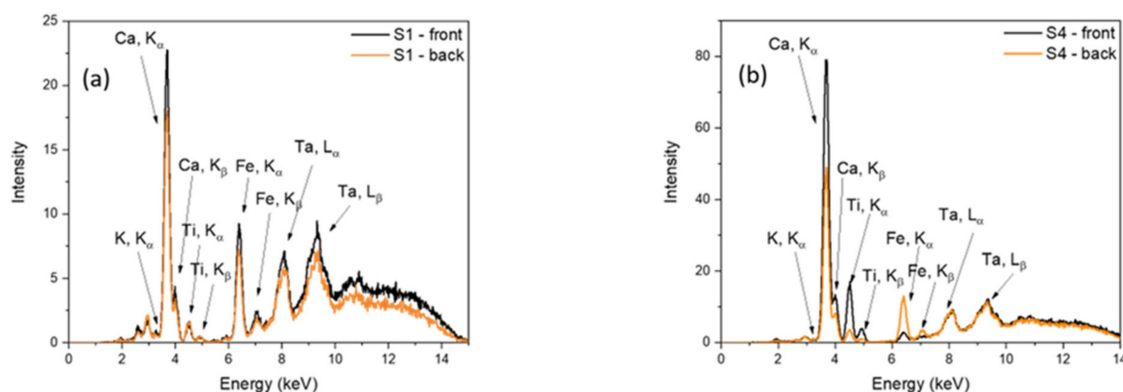 25
20
15
10
5
0
Intensity
(a)
S1 - front
S1 - back
Ca, Kα
Ca, Kβ
Fe, Kα
Ta, Lα
Ta, Lβ
Fe, Kβ
K, Kα
Ti, Kα
Ti, Kβ
0 2 4 6 8 10 12 14
Energy (keV)
80
60
40
20
0
Intensity
(b)
S4 - front
S4 - back
Ca, Kα
Ca, Kβ
Ti, Kα
K, Kα
Fe, Kα
Ta, Lα
Ti, Kβ
Fe, Kβ
Ta, Lβ
0 2 4 6 8 10 12 14
Energy (keV)